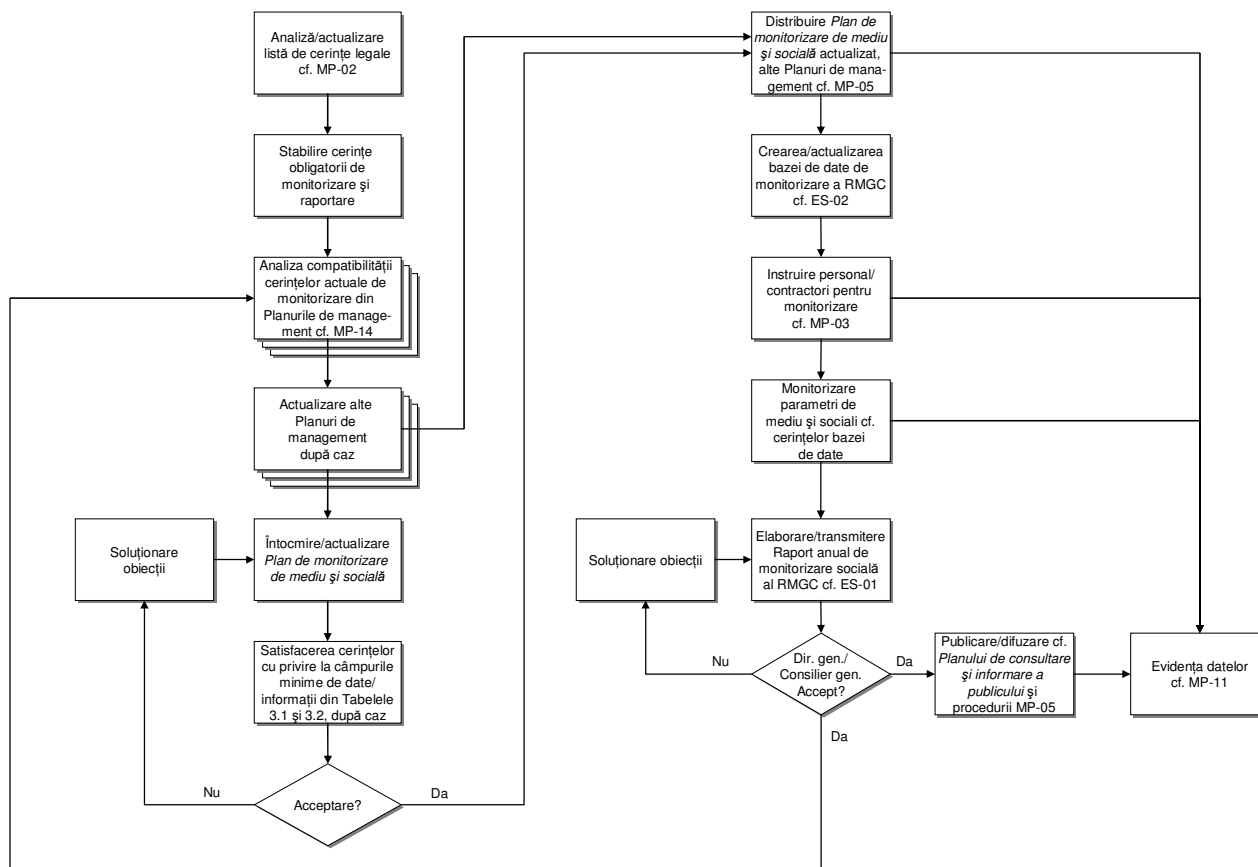 Analiză/actualizare
listă de cerințe legale
cf. MP-02
Stabilire cerințe
obligatorii de
monitorizare şi
raportare
Analiza compatibilității
cerințelor actuale de
monitorizare din
Planurile de manage-
ment cf. MP-14
Actualizare alte
Planuri de
management
după caz
Soluționare
obiecții
Întocmire/actualizare
Plan de monitorizare
de mediu şi socială
Satisfacerea cerințelor
cu privire la câmpurile
minime de date/
informații din Tabelele
3.1 şi 3.2, după caz
Nu
Acceptare?
Da
Distribuire Plan de
monitorizare de mediu
şi socială actualizat,
alte Planuri de mana-
gement cf. MP-05
Crearea/actualizarea
bazei de date de
monitorizare a RMGC
cf. ES-02
Instruire personal/
contractori pentru
monitorizare
cf. MP-03
Monitorizare
parametri de
mediu şi sociali cf.
cerințelor bazei
de date
Soluționare obiecții
Elaborare/transmitere
Raport anual de
monitorizare socială
al RMGC cf. ES-01
Nu
Dir. gen./
Consilier gen.
Accept?
Da
Da
Publicare/difuzare cf.
Planului de consultare
şi informare a
publicului şi
procedurii MP-05
Evidența datelor
cf. MP-11